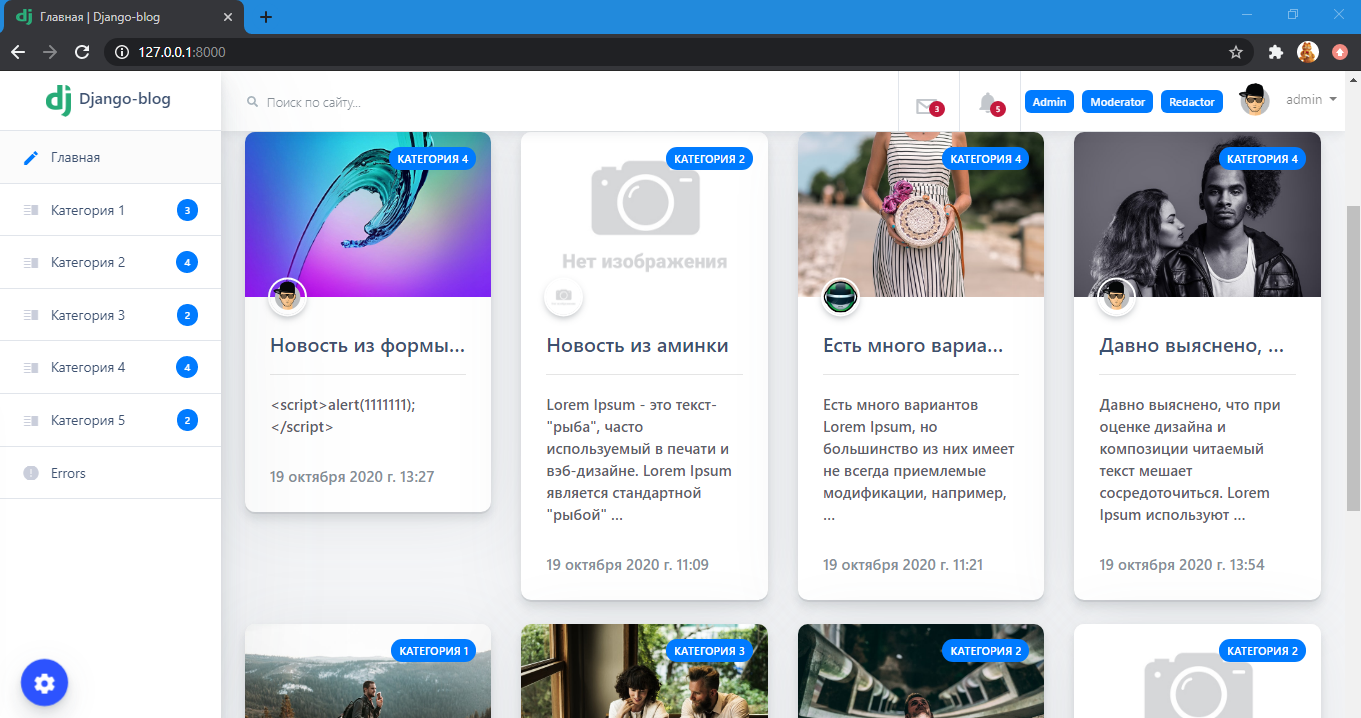 Главная | Django-blog
127.0.0.1:8000
dj Django-blog
Поиск по сайту...
3
5
Admin
Moderator
Redactor
admin
Главная
Категория 1
3
Категория 2
4
Категория 3
2
Категория 4
4
Категория 5
2
Errors
КАТЕГОРИЯ 4
Новость из формы...
<script>alert(1111111);
</script>
19 октября 2020 г. 13:27
КАТЕГОРИЯ 2
Нет изображения
Новость из аминки
Lorem Ipsum - это текст-
"рыба", часто
используемый в печати и
вэб-дизайне. Lorem Ipsum
является стандартной
"рыбой" ...
19 октября 2020 г. 11:09
КАТЕГОРИЯ 4
Есть много вариа...
Есть много вариантов
Lorem Ipsum, но
большинство из них имеет
не всегда приемлемые
модификации, например,
...
19 октября 2020 г. 11:21
КАТЕГОРИЯ 4
Давно выяснено, ...
Давно выяснено, что при
оценке дизайна и
композиции читаемый
текст мешает
сосредоточиться. Lorem
Ipsum используют ...
19 октября 2020 г. 13:54
КАТЕГОРИЯ 1
КАТЕГОРИЯ 3
КАТЕГОРИЯ 2
КАТЕГОРИЯ 2